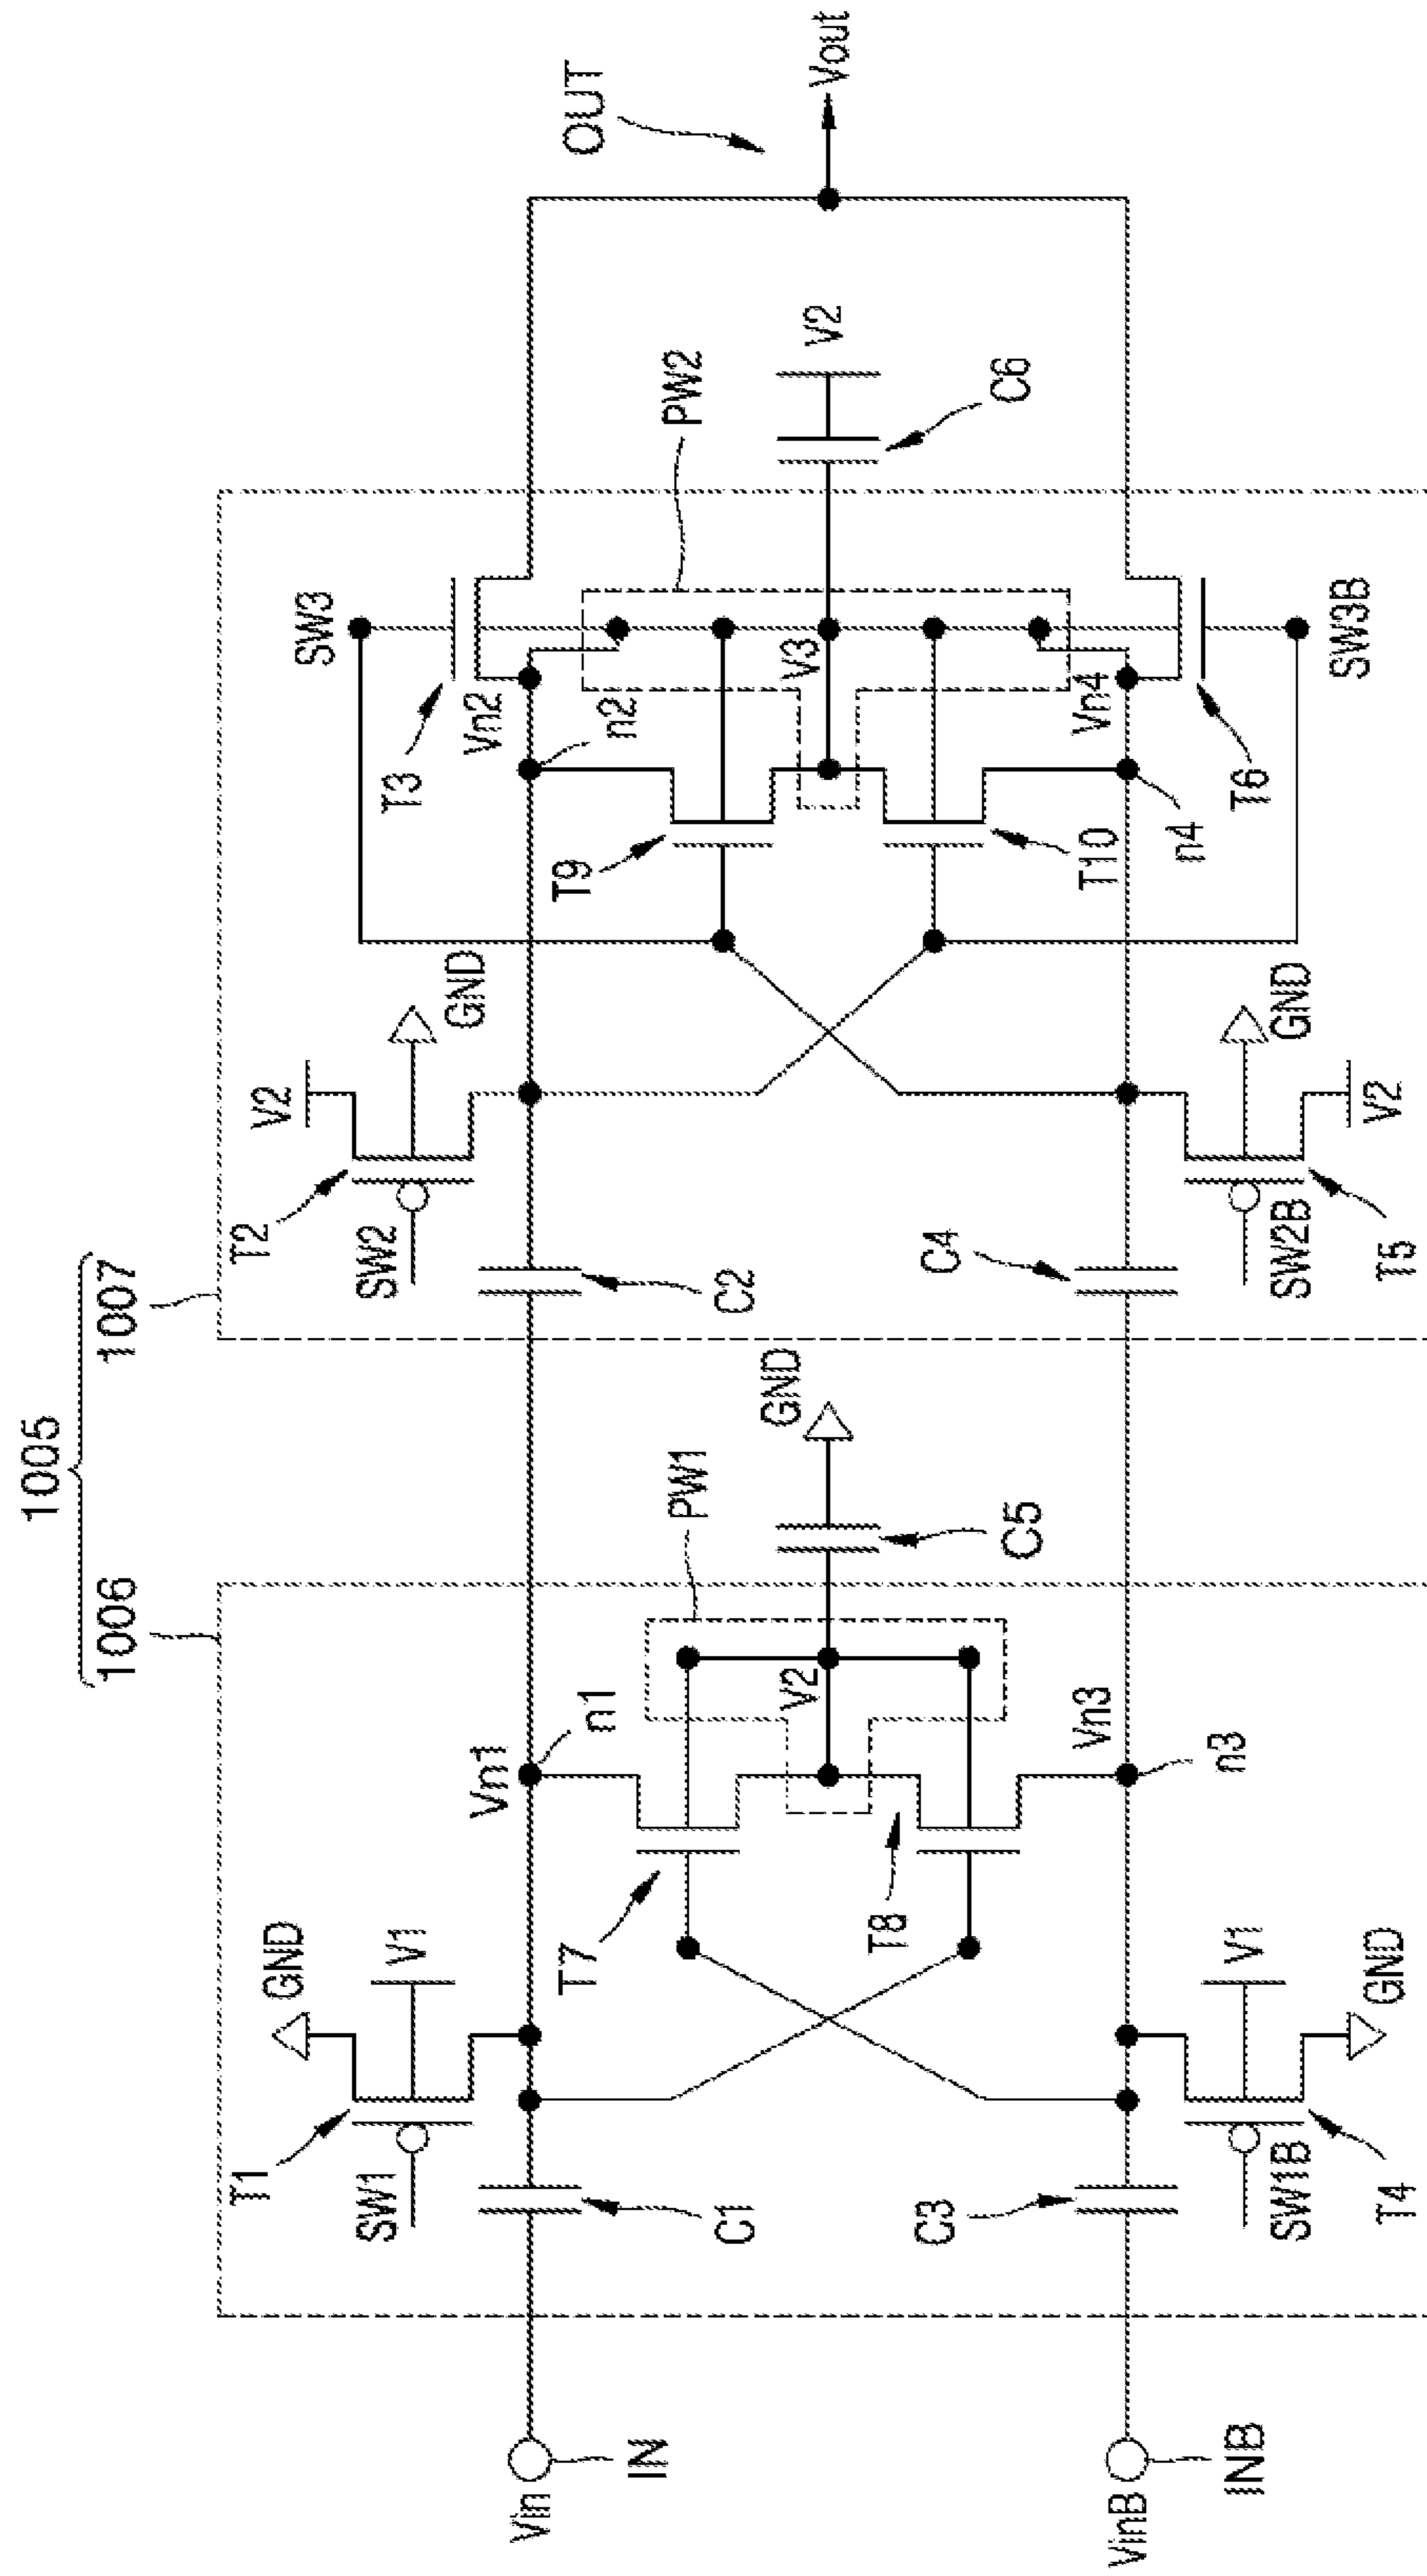 1005
1006
1007
T1
GND
V1
SW1
Vn1
n1
T2
V2
GND
SW2
SW3
T3
Vn2
n2
OUT
Vin
IN
C1
T7
PW1
V2
T8
C5
GND
C2
T9
PW2
V3
T10
C6
V2
Vout
VinB
INB
C3
SW1B
T4
V1
GND
Vn3
n3
C4
SW2B
T5
GND
V2
Vn4
n4
T6
SW3B